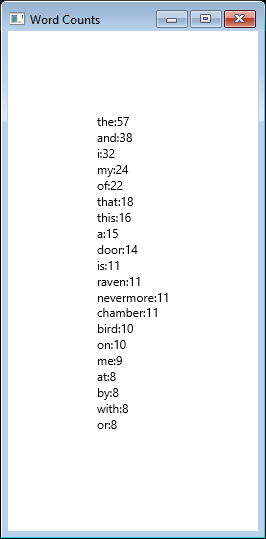 Word Counts
the:57
and:38
i:32
my:24
of:22
that:18
this:16
a:15
door:14
is:11
raven:11
nevermore:11
chamber:11
bird:10
on:10
me:9
at:8
by:8
with:8
or:8